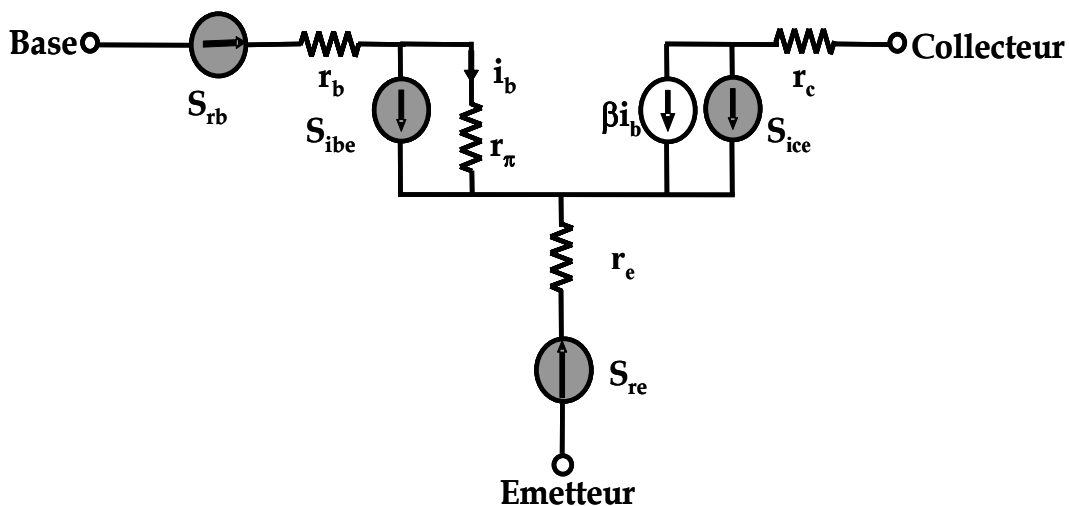 Base
S_rb
r_b
S_ibe
i_b
r_π
βi_b
S_ice
r_c
Collecteur
r_e
S_re
Emetteur